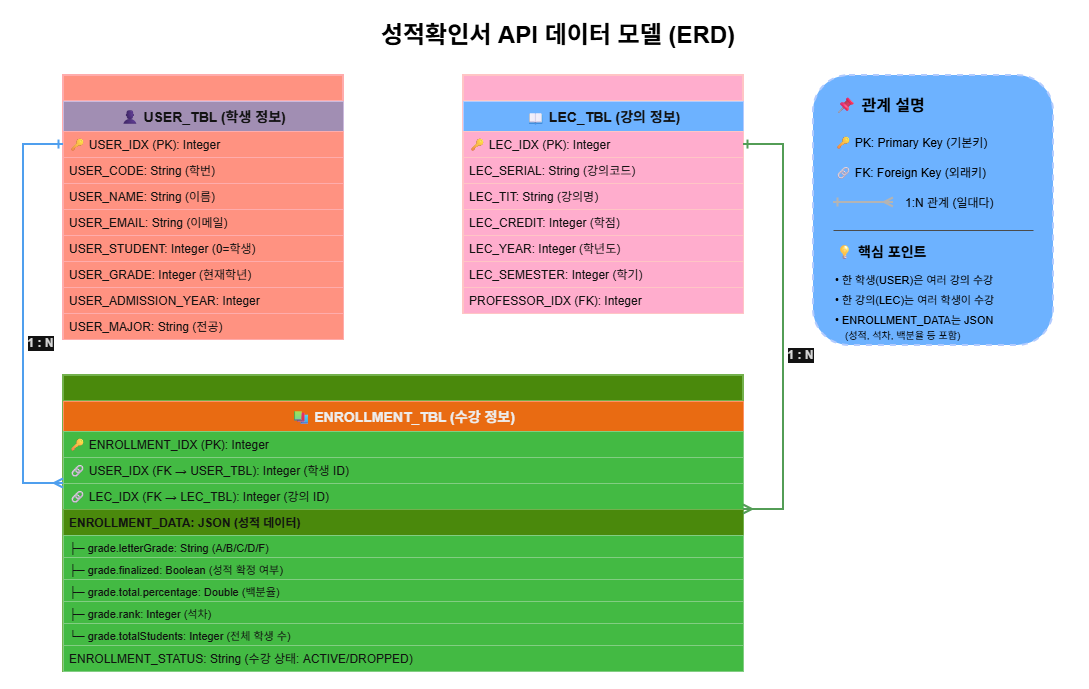 성적확인서 API 데이터 모델 (ERD)
👤 USER_TBL (학생 정보)
🔑 USER_IDX (PK): Integer
USER_CODE: String (학번)
USER_NAME: String (이름)
USER_EMAIL: String (이메일)
USER_STUDENT: Integer (0=학생)
USER_GRADE: Integer (현재학년)
USER_ADMISSION_YEAR: Integer
USER_MAJOR: String (전공)
1 : N
📖 LEC_TBL (강의 정보)
🔑 LEC_IDX (PK): Integer
LEC_SERIAL: String (강의코드)
LEC_TIT: String (강의명)
LEC_CREDIT: Integer (학점)
LEC_YEAR: Integer (학년도)
LEC_SEMESTER: Integer (학기)
PROFESSOR_IDX (FK): Integer
1 : N
📌 관계 설명
🔑 PK: Primary Key (기본키)
🔗 FK: Foreign Key (외래키)
1:N 관계 (일대다)
💡 핵심 포인트
• 한 학생(USER)은 여러 강의 수강
• 한 강의(LEC)는 여러 학생이 수강
• ENROLLMENT_DATA는 JSON
(성적, 석차, 백분율 등 포함)
📚 ENROLLMENT_TBL (수강 정보)
🔑 ENROLLMENT_IDX (PK): Integer
🔗 USER_IDX (FK → USER_TBL): Integer (학생 ID)
🔗 LEC_IDX (FK → LEC_TBL): Integer (강의 ID)
ENROLLMENT_DATA: JSON (성적 데이터)
├─ grade.letterGrade: String (A/B/C/D/F)
├─ grade.finalized: Boolean (성적 확정 여부)
├─ grade.total.percentage: Double (백분율)
├─ grade.rank: Integer (석차)
└─ grade.totalStudents: Integer (전체 학생 수)
ENROLLMENT_STATUS: String (수강 상태: ACTIVE/DROPPED)